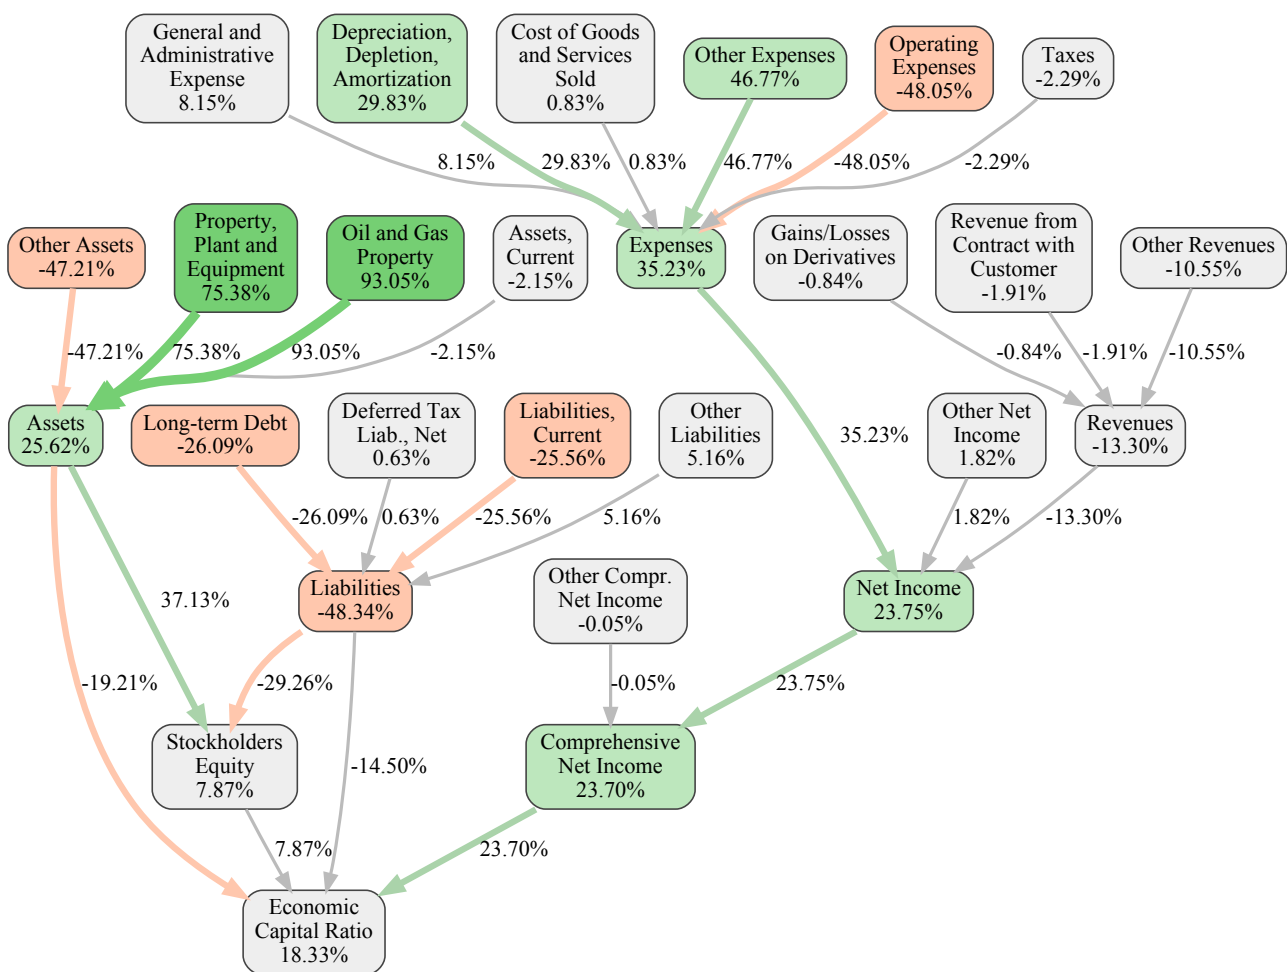 General and
Administrative
Expense
8.15%
Depreciation,
Depletion,
Amortization
29.83%
Cost of Goods
and Services
Sold
0.83%
Other Expenses
46.77%
Operating
Expenses
-48.05%
Taxes
-2.29%
8.15%
29.83%
0.83%
46.77%
-48.05%
-2.29%
Other Assets
-47.21%
Property,
Plant and
Equipment
75.38%
Oil and Gas
Property
93.05%
Assets,
Current
-2.15%
Expenses
35.23%
Gains/Losses
on Derivatives
-0.84%
Revenue from
Contract with
Customer
-1.91%
Other Revenues
-10.55%
-47.21%
75.38%
93.05%
-2.15%
-0.84%
-1.91%
-10.55%
Assets
25.62%
Long-term Debt
-26.09%
Deferred Tax
Liab., Net
0.63%
Liabilities,
Current
-25.56%
Other
Liabilities
5.16%
35.23%
Other Net
Income
1.82%
Revenues
-13.30%
-26.09%
0.63%
-25.56%
5.16%
1.82%
-13.30%
37.13%
Liabilities
-48.34%
Other Compr.
Net Income
-0.05%
Net Income
23.75%
-19.21%
-29.26%
-0.05%
23.75%
Stockholders
Equity
7.87%
-14.50%
Comprehensive
Net Income
23.70%
7.87%
23.70%
Economic
Capital Ratio
18.33%